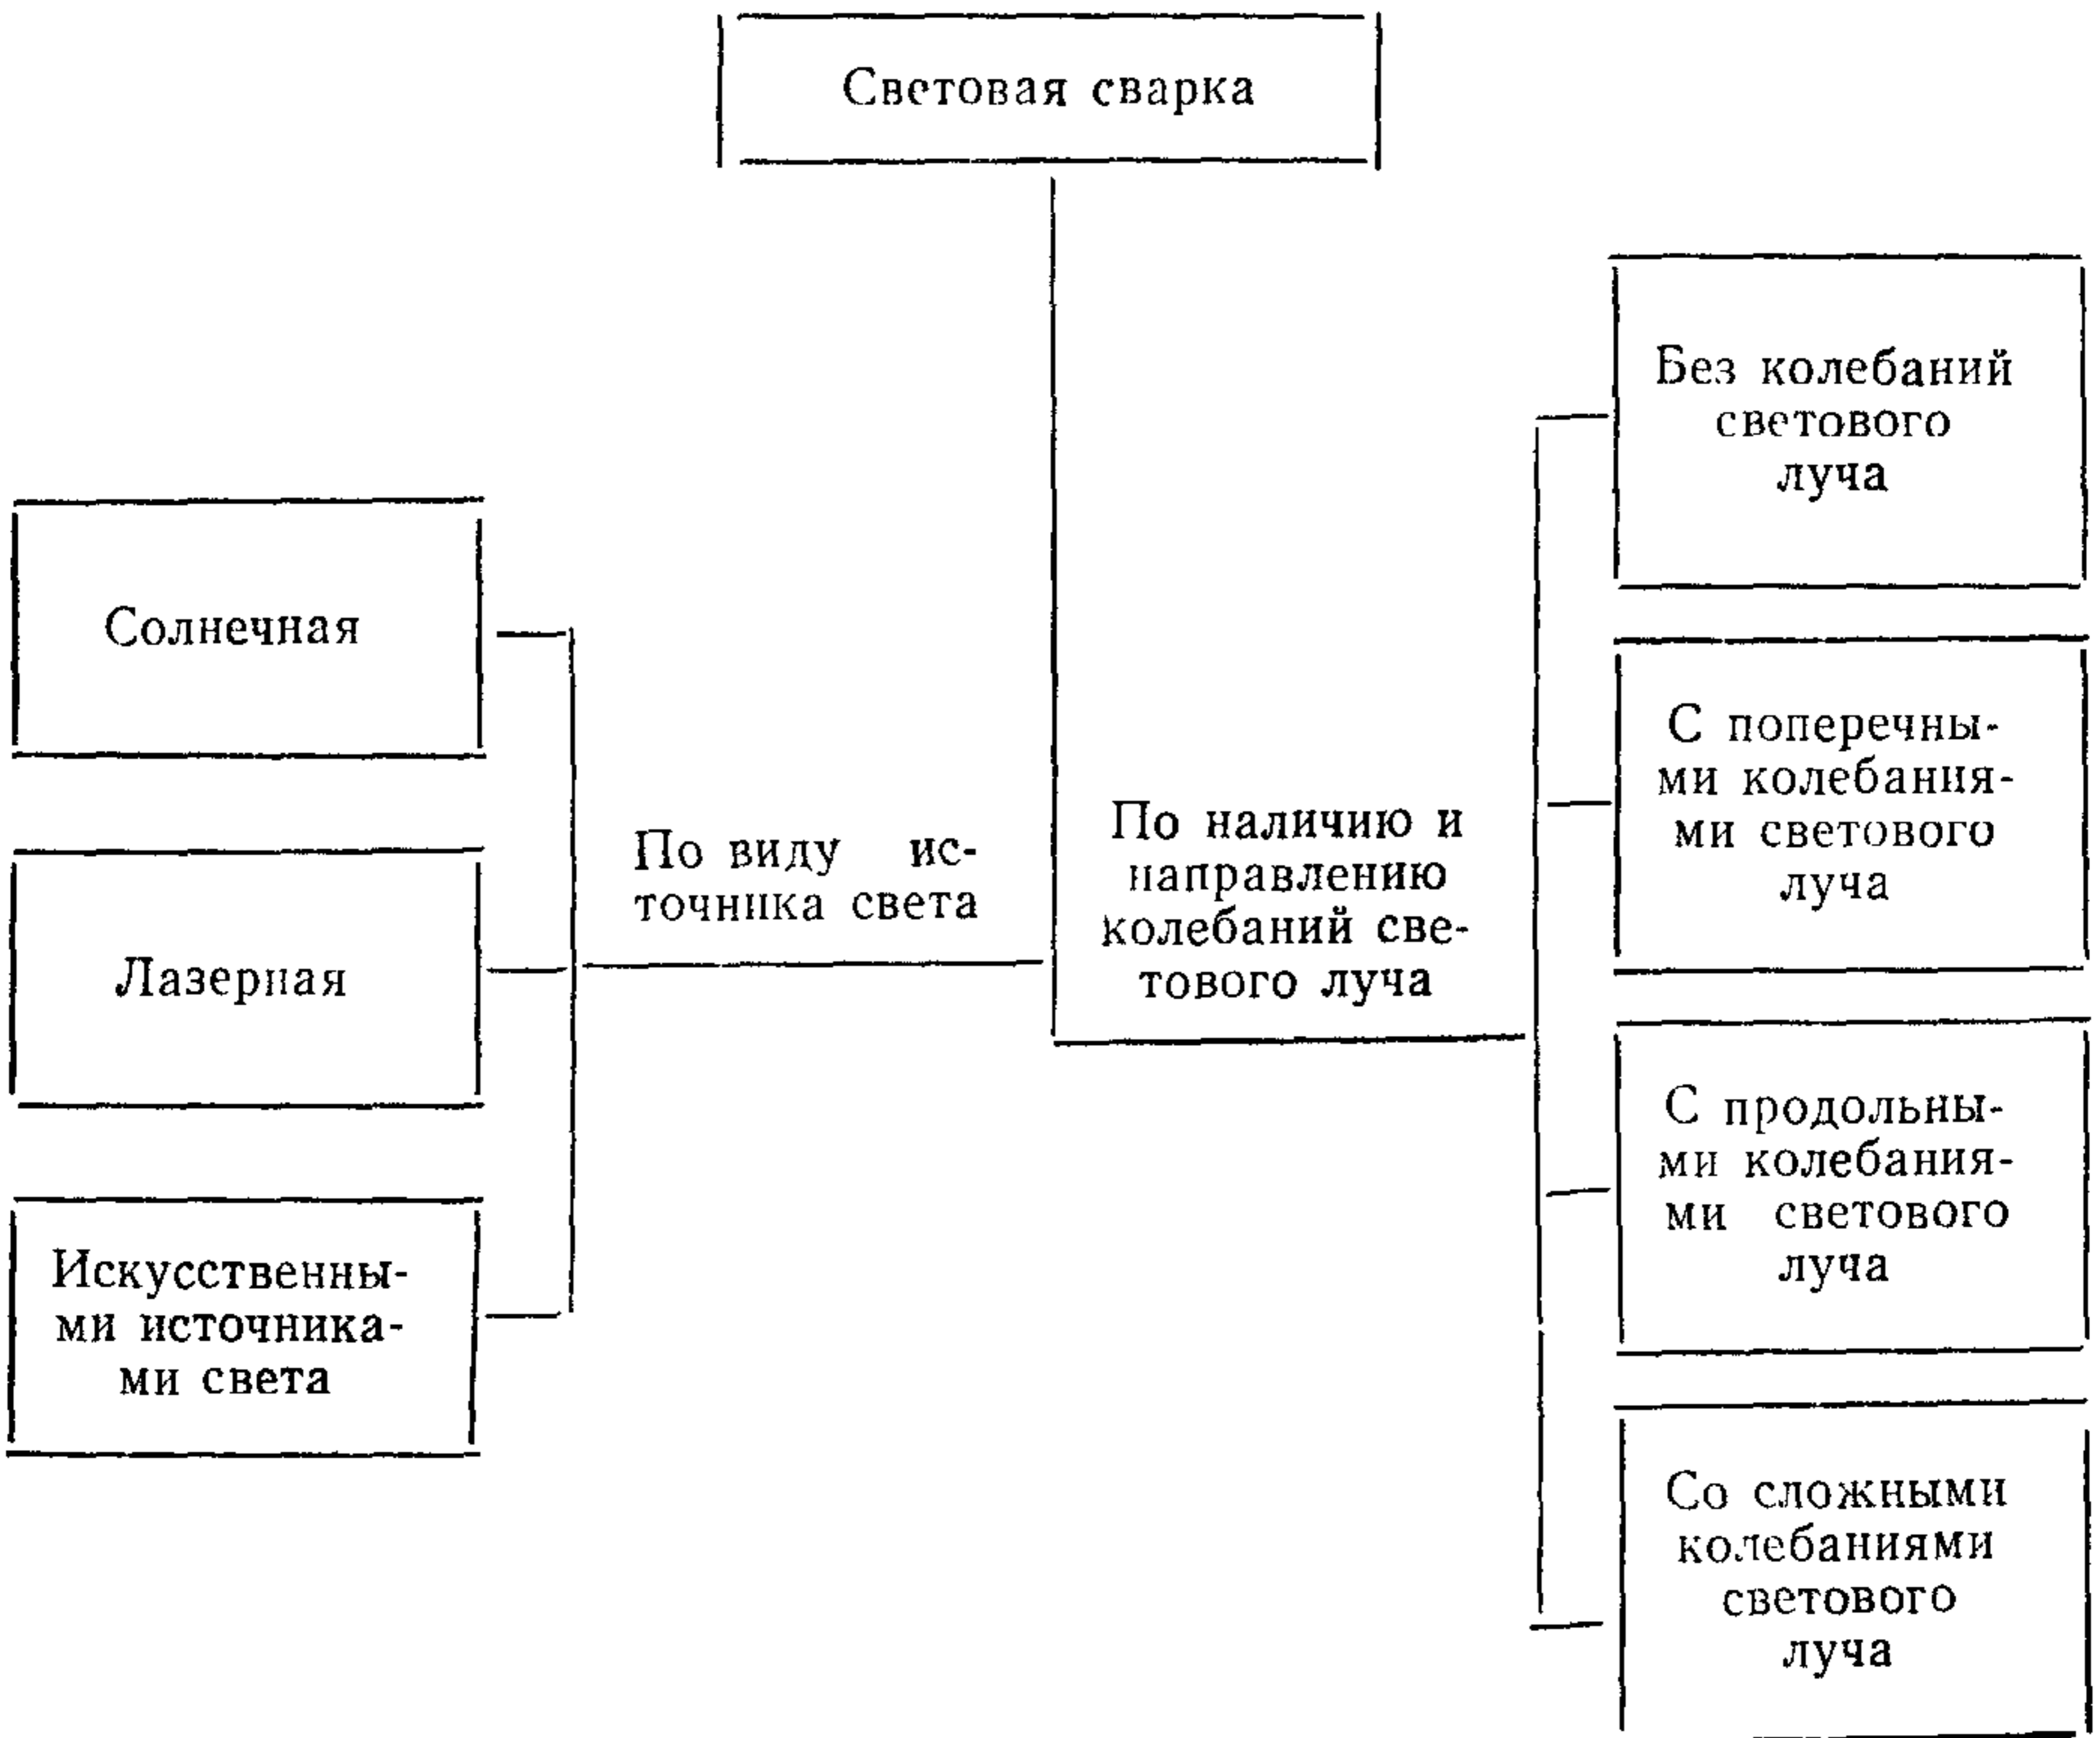 Световая сварка
Солнечная
Лазерная
Искусственны-
ми источника-
ми света
По виду ис-
точника света
По наличию и
направлению
колебаний све-
тового луча
Без колебаний
светового
луча
С поперечны-
ми колебания-
ми светового
луча
С продольны-
ми колебания-
ми светового
луча
Со сложными
колебаниями
светового
луча